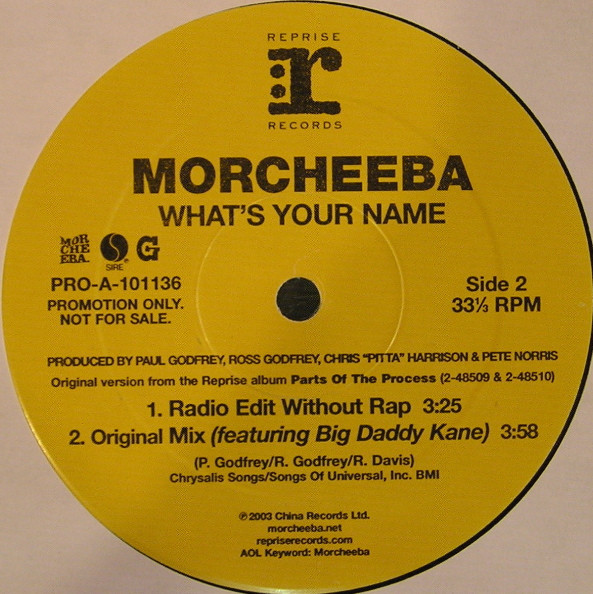 REPRISE
r
RECORDS
MORCHEEBA
WHAT'S YOUR NAME
MOR
CHE
EBA.
S
SIRE
G
PRO-A-101136
PROMOTION ONLY.
NOT FOR SALE.
Side 2
33⅓ RPM
PRODUCED BY PAUL GODFREY, ROSS GODFREY, CHRIS "PITTA" HARRISON & PETE NORRIS
Original version from the Reprise album Parts Of The Process (2-48509 & 2-48510)
1. Radio Edit Without Rap 3:25
2. Original Mix (featuring Big Daddy Kane) 3:58
(P. Godfrey/R. Godfrey/R. Davis)
Chrysalis Songs/Songs Of Universal, Inc. BMI
℗2003 China Records Ltd.
morcheeba.net
repriserecords.com
AOL Keyword: Morcheeba